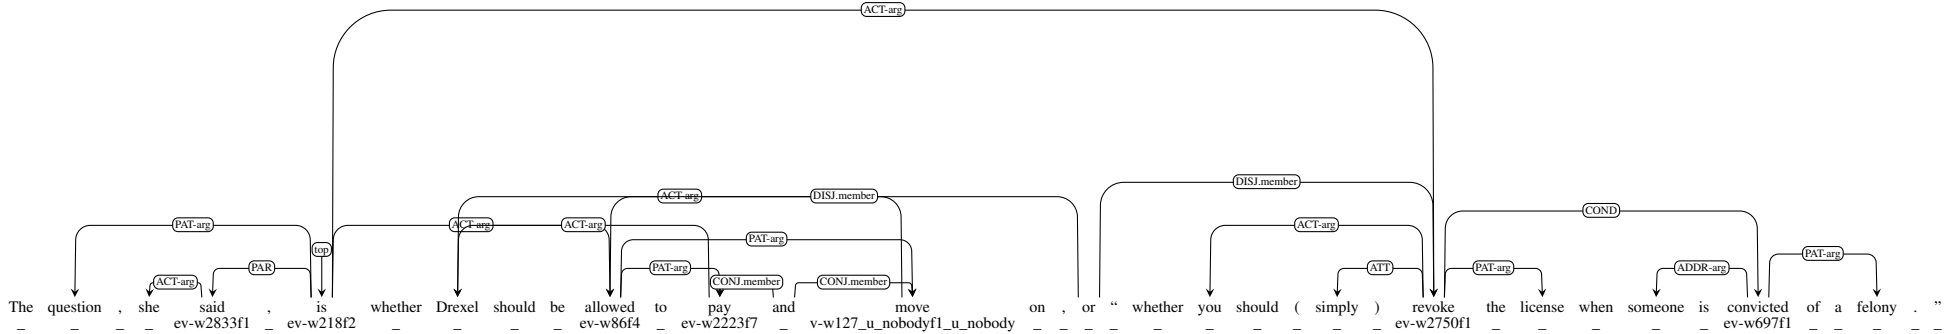 ACT-arg
DISJ.member
ACT-arg DISJ.member
COND
PAT-arg ACT-arg ACT-arg ACT-arg
PAT-arg top PAT-arg
PAR PAT-arg ATT PAT-arg ADDR-arg
ACT-arg CONJ.member CONJ.member
The question , she said , is whether Drexel should be allowed to pay and move on , or “ whether you should ( simply ) revoke the license when someone is convicted of a felony . ”
_ _ _ _ ev-w2833f1 _ ev-w218f2 _ _ _ _ ev-w86f4 _ ev-w2223f7 _ v-w127_u_nobodyf1_u_nobody _ _ _ _ _ _ _ _ _ _ ev-w2750f1 _ _ _ _ _ ev-w697f1 _ _ _ _ _